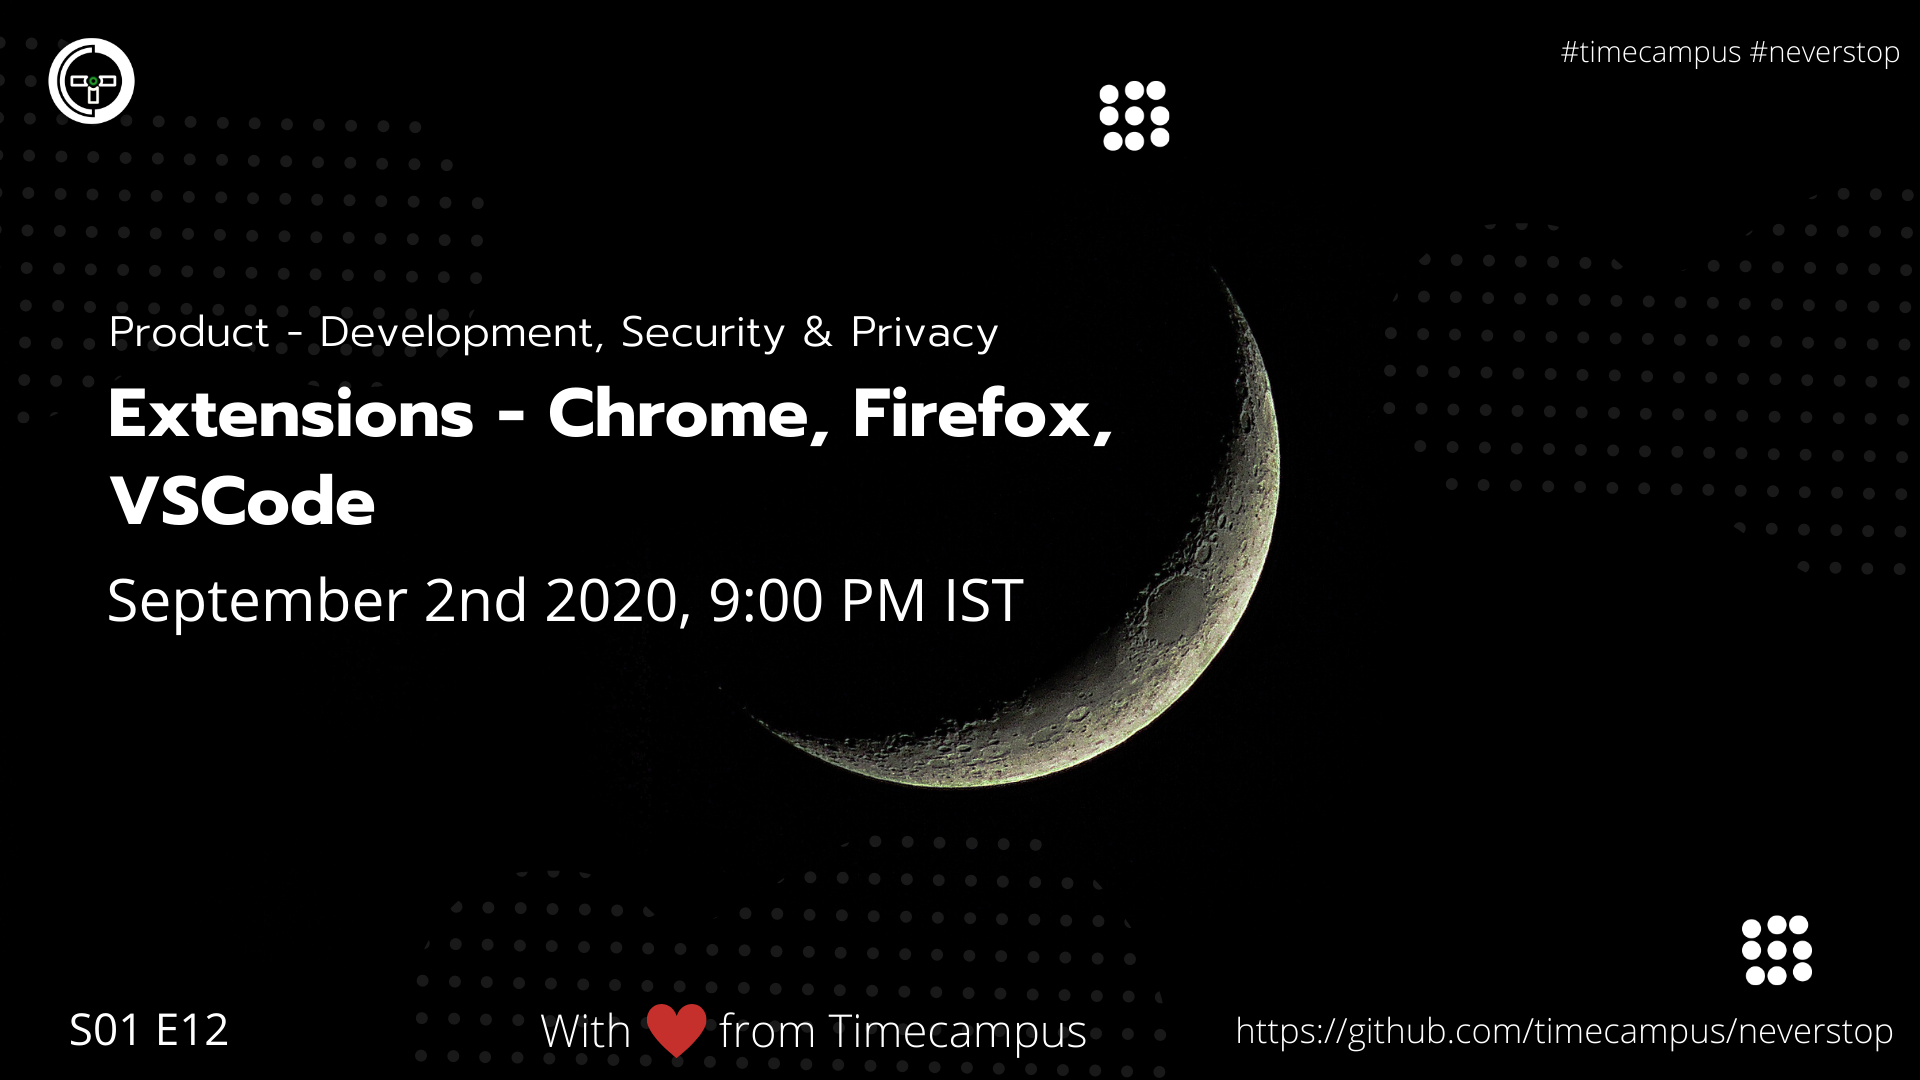 #timecampus #neverstop
Product - Development, Security & Privacy
Extensions - Chrome, Firefox,
VSCode
September 2nd 2020, 9:00 PM IST
S01 E12
With ❤ from Timecampus
https://github.com/timecampus/neverstop